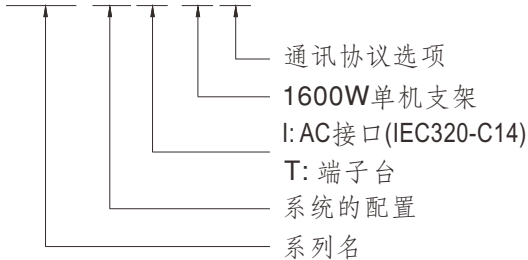 通讯协议选项
1600W单机支架
I: AC接口(IEC320-C14)
T: 端子台
系统的配置
系列名